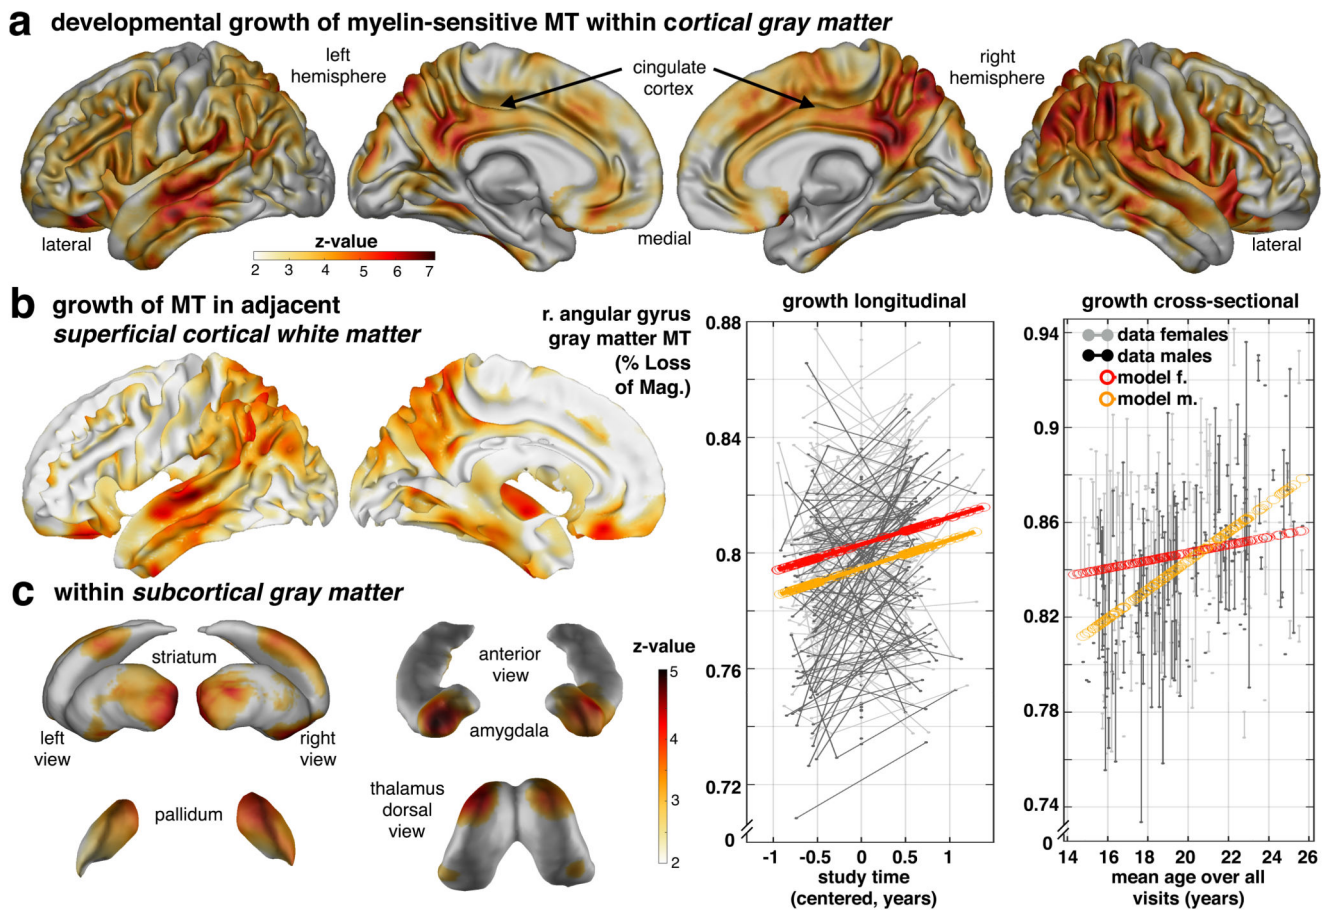 a developmental growth of myelin-sensitive MT within cortical gray matter
left
hemisphere
cingulate
cortex
right
hemisphere
lateral
medial
lateral
z-value
2 3 4 5 6 7
b growth of MT in adjacent
superficial cortical white matter
r. angular gyrus
gray matter MT
(% Loss
of Mag.)
growth longitudinal
0.88
0.84
0.8
0.76
0.72
0
-1 -0.5 0 0.5 1
study time
(centered, years)
growth cross-sectional
data females
data males
model f.
model m.
0.94
0.9
0.86
0.82
0.78
0.74
0
14 16 18 20 22 24 26
mean age over all
visits (years)
c within subcortical gray matter
striatum
left
view
right
view
anterior
view
amygdala
pallidum
thalamus
dorsal
view
z-value
5
4
3
2